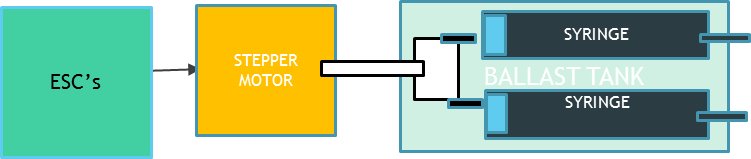 ESC’s
STEPPER
MOTOR
SYRINGE
BALLAST TANK
SYRINGE